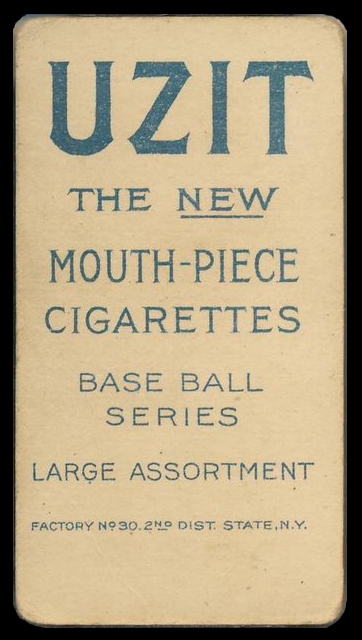 UZIT
THE NEW
MOUTH-PIECE
CIGARETTES
BASE BALL
SERIES
LARGE ASSORTMENT
FACTORY Nº 30. 2ND DIST. STATE, N.Y.